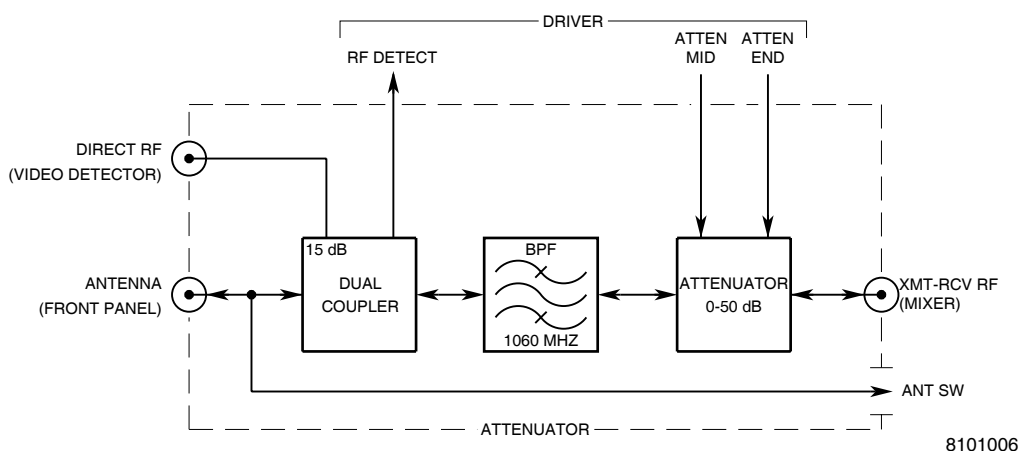 DRIVER
RF DETECT
ATTEN
MID
ATTEN
END
DIRECT RF
(VIDEO DETECTOR)
15 dB
DUAL
COUPLER
BPF
1060 MHZ
ATTENUATOR
0-50 dB
ANTENNA
(FRONT PANEL)
XMT-RCV RF
(MIXER)
ANT SW
ATTENUATOR
8101006